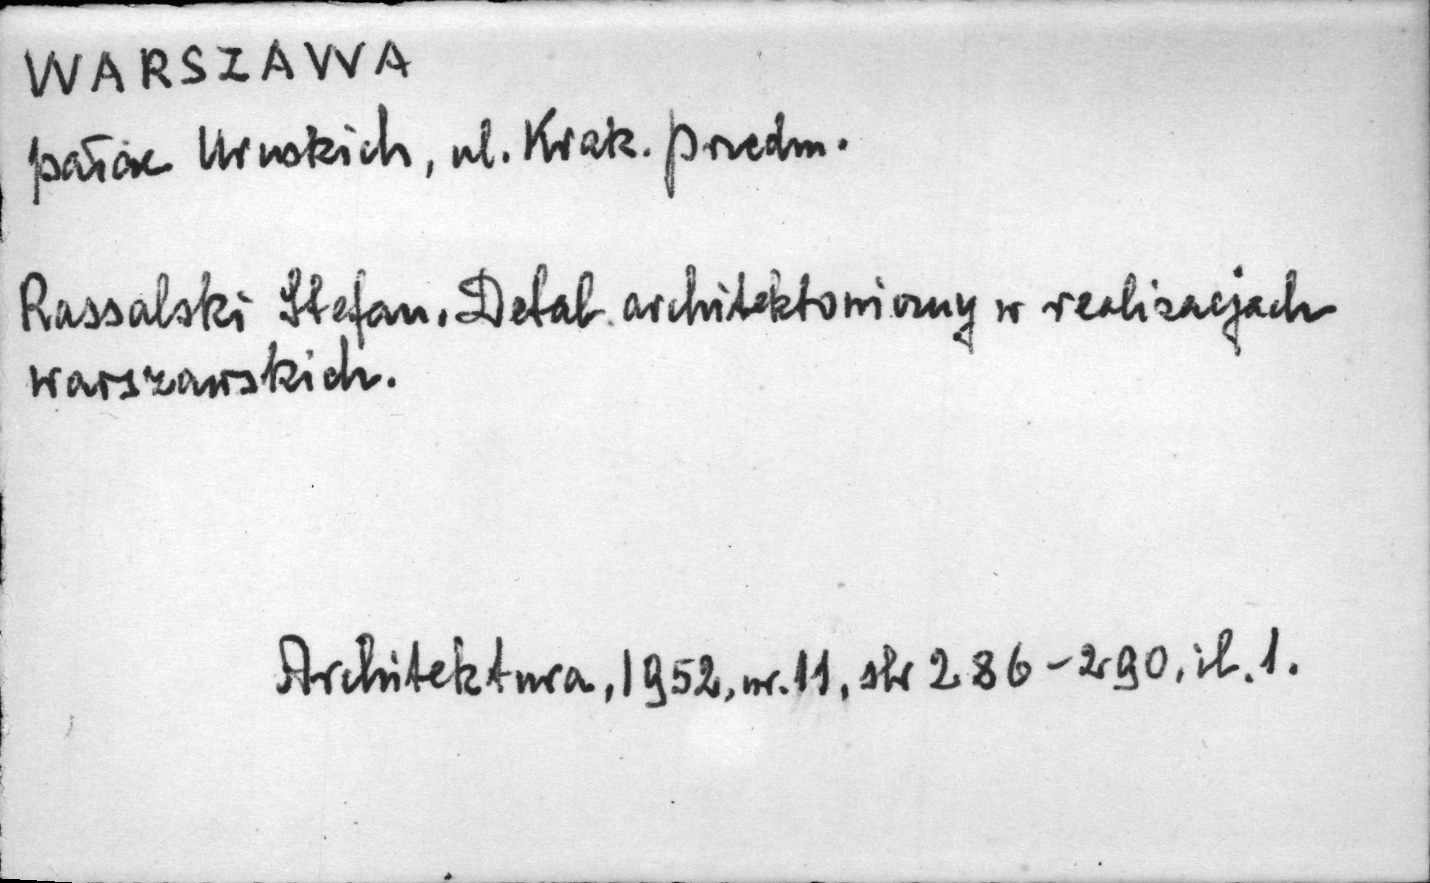 WARSZAWA
pałac Uruskich, ul. Krak. Przedm.
Rassalski Stefan. Detal architektoniczny w realizacjach
warszawskich.
Architektura, 1952, nr. 11, str 286-290, il. 1.